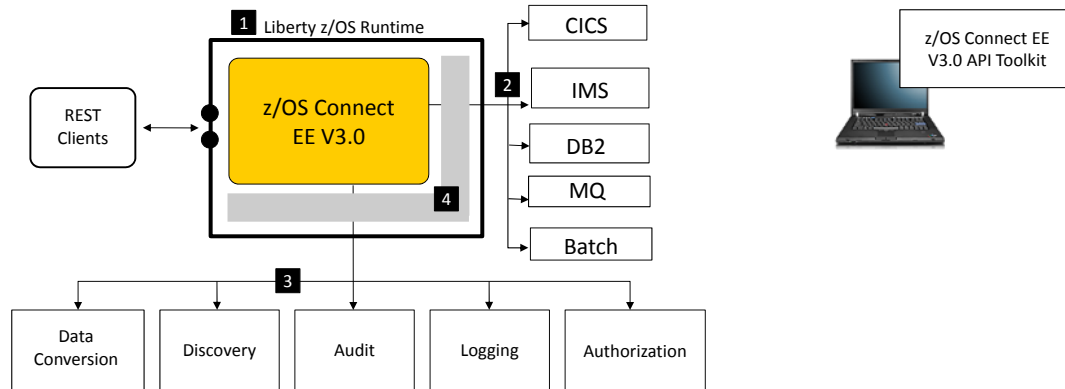 1 Liberty z/OS Runtime
z/OS Connect
EE V3.0
REST
Clients
2
CICS
IMS
DB2
MQ
Batch
4
3
Data
Conversion
Discovery
Audit
Logging
Authorization
z/OS Connect EE
V3.0 API Toolkit